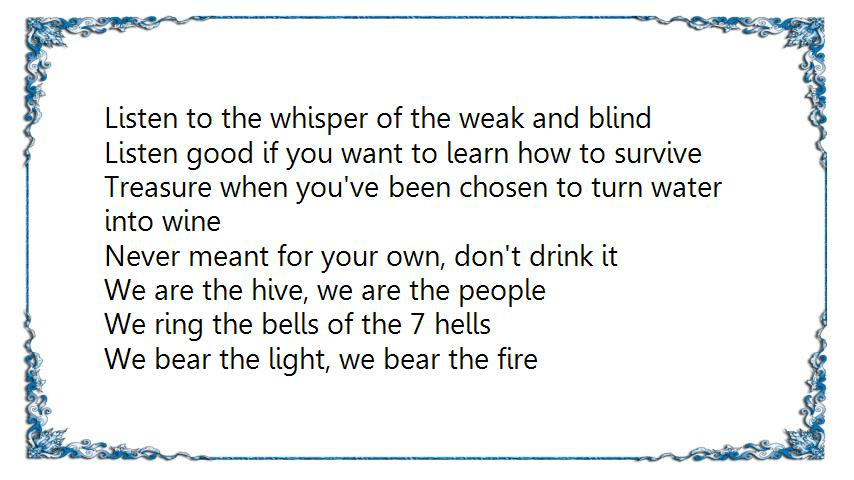 Listen to the whisper of the weak and blind
Listen good if you want to learn how to survive
Treasure when you've been chosen to turn water
into wine
Never meant for your own, don't drink it
We are the hive, we are the people
We ring the bells of the 7 hells
We bear the light, we bear the fire